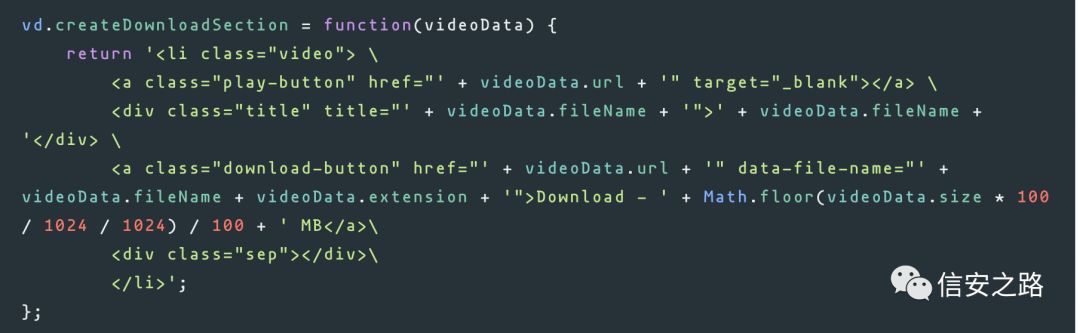 vd.createDownloadSection = function(videoData) {
    return '<li class="video"> \
        <a class="play-button" href="' + videoData.url + '" target="_blank"></a> \
        <div class="title" title="' + videoData.fileName + '">' + videoData.fileName +
'</div> \
        <a class="download-button" href="' + videoData.url + '" data-file-name="' +
videoData.fileName + videoData.extension + '">Download - ' + Math.floor(videoData.size * 100
/ 1024 / 1024) / 100 + ' MB</a>\
        <div class="sep"></div>\
        </li>';
};
信安之路